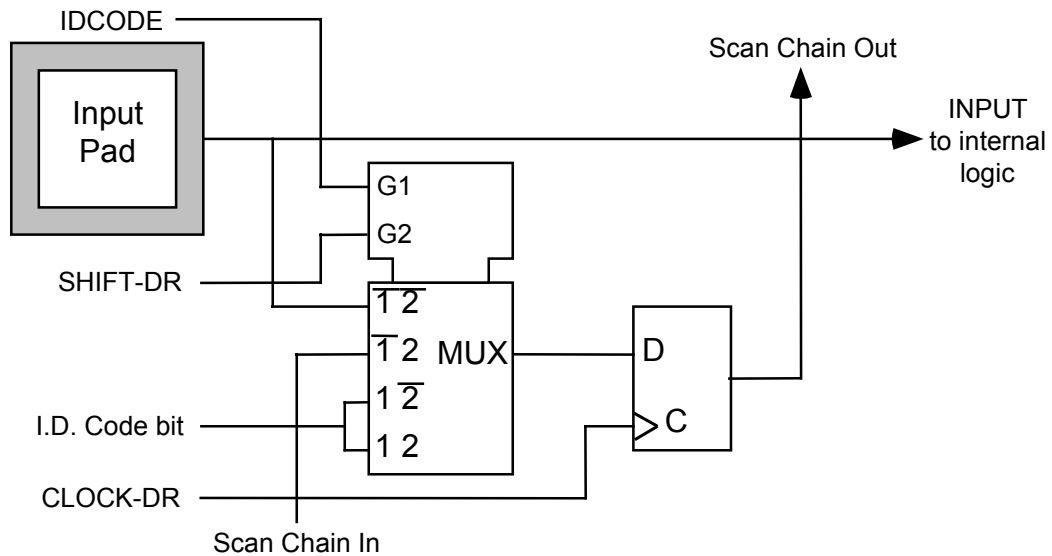 IDCODE
Scan Chain Out
Input
Pad
INPUT
to internal
logic
G1
G2
SHIFT-DR
1̅ 2̅
1̅ 2
MUX
D
1 2̅
I.D. Code bit
C
1 2
CLOCK-DR
Scan Chain In